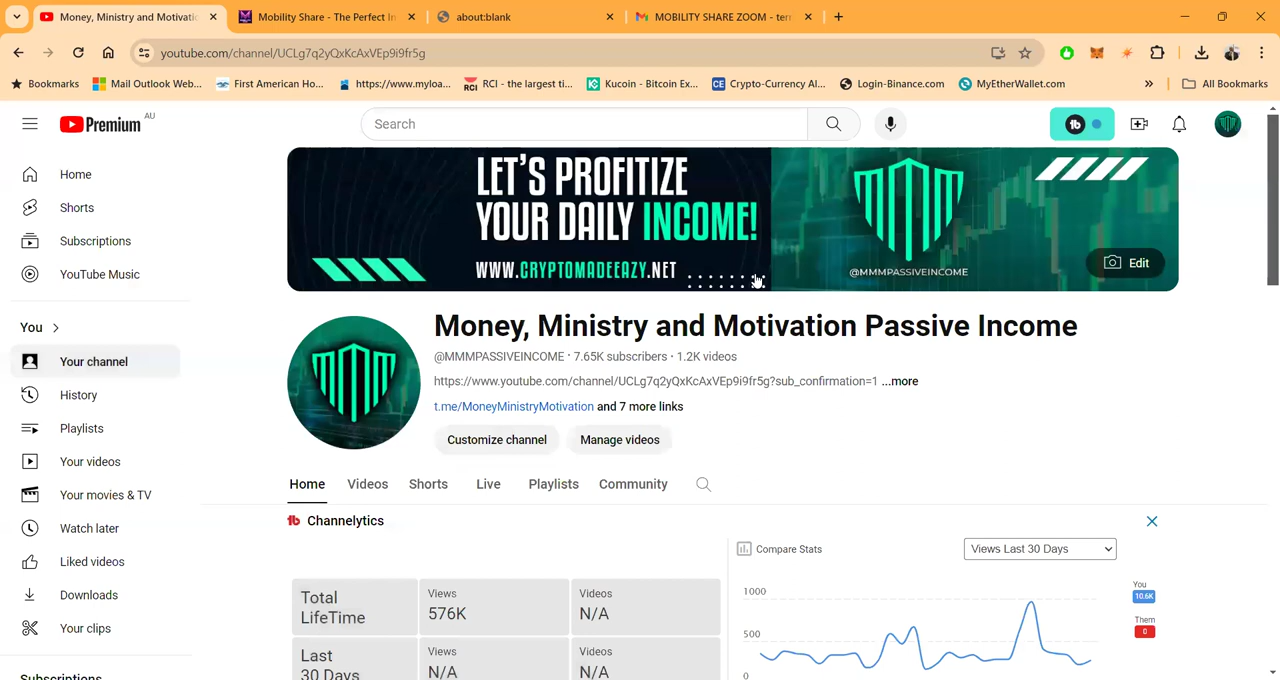 Money, Ministry and Motivatio
Mobility Share - The Perfect In
about:blank
MOBILITY SHARE ZOOM - terr
youtube.com/channel/UCLg7q2yQxKcAxVEp9i9fr5g
Bookmarks
Mail Outlook Web...
First American Ho...
https://www.myloa...
RCI - the largest ti...
Kucoin - Bitcoin Ex...
Crypto-Currency Al...
Login-Binance.com
MyEtherWallet.com
»
All Bookmarks
Premium AU
Search
Home
Shorts
Subscriptions
YouTube Music
You
Your channel
History
Playlists
Your videos
Your movies & TV
Watch later
Liked videos
Downloads
Your clips
Subscriptions
LET'S PROFITIZE
YOUR DAILY INCOME!
WWW.CRYPTOMADEEAZY.NET
@MMMPASSIVEINCOME
Edit
Money, Ministry and Motivation Passive Income
@MMMPASSIVEINCOME · 7.65K subscribers · 1.2K videos
https://www.youtube.com/channel/UCLg7q2yQxKcAxVEp9i9fr5g?sub_confirmation=1 ...more
t.me/MoneyMinistryMotivation and 7 more links
Customize channel
Manage videos
Home
Videos
Shorts
Live
Playlists
Community
Channelytics
Total
LifeTime
Views
576K
Videos
N/A
Last
30 Days
Views
N/A
Videos
N/A
Compare Stats
Views Last 30 Days
1000
500
0
You
10.6K
Them
0